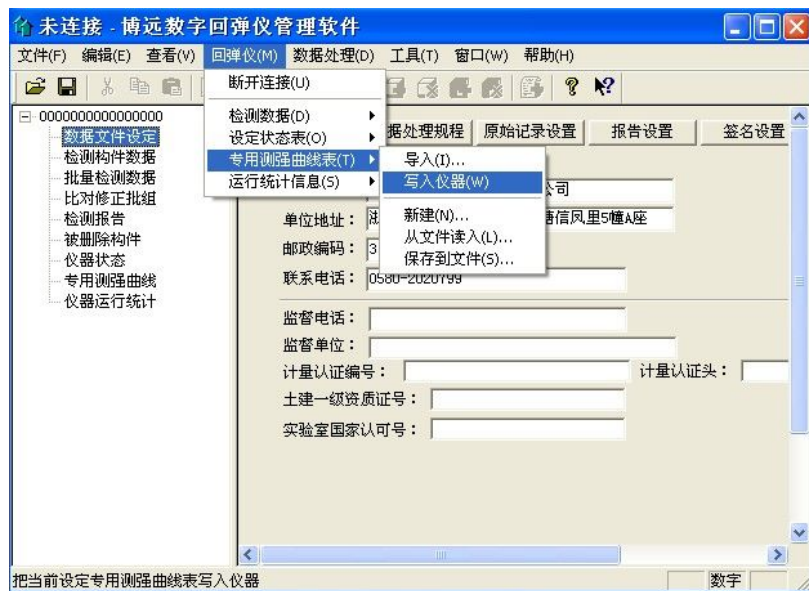 未连接 - 博远数字回弹仪管理软件
文件(F) 编辑(E) 查看(V) 回弹仪(M) 数据处理(D) 工具(T) 窗口(W) 帮助(H)
断开连接(U)
检测数据(D)
设定状态表(O)
专用测强曲线表(T)
运行统计信息(S)
导入(I)...
写入仪器(W)
新建(N)...
从文件读入(L)...
保存到文件(S)...
0000000000000000
数据文件设定
检测构件数据
批量检测数据
比对修正批组
检测报告
被删除构件
仪器状态
专用测强曲线
仪器运行统计
据处理规程 原始记录设置 报告设置 签名设置
公司
单位地址： 信凤里5幢A座
邮政编码： 3
联系电话： 0580-2020799
监督电话：
监督单位：
计量认证编号： 计量认证头：
土建一级资质证号：
实验室国家认可号：
把当前设定专用测强曲线表写入仪器 数字